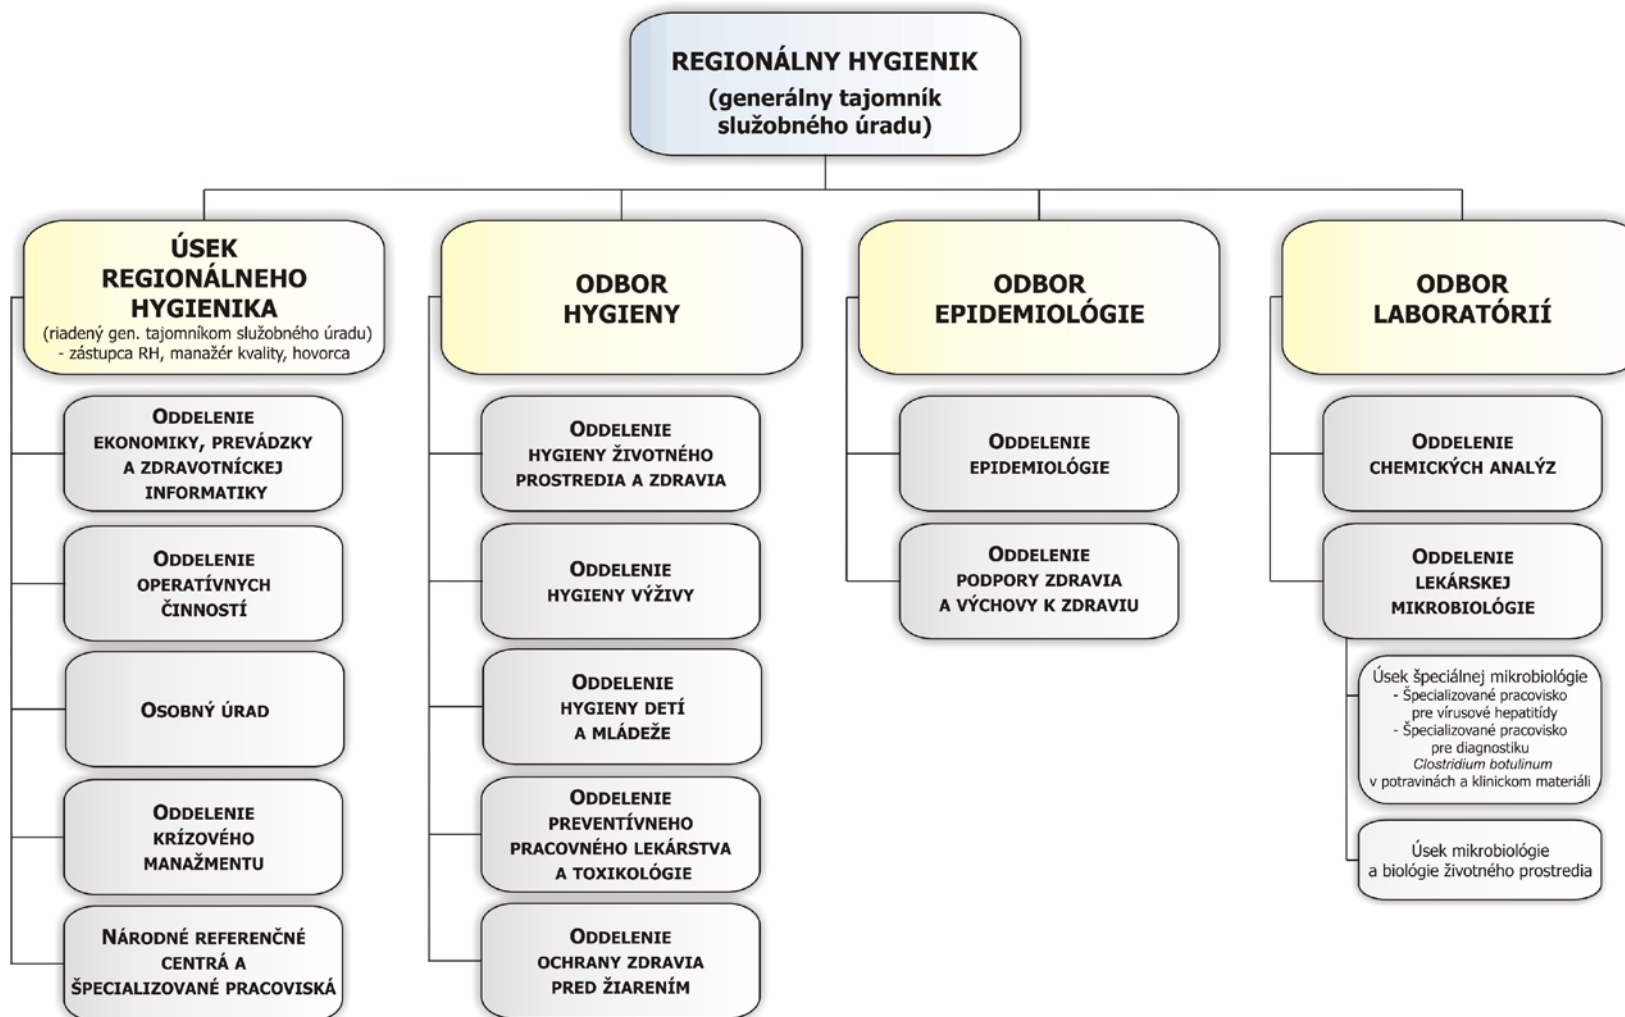 REGIONÁLNY HYGIENIK
(generálny tajomník
služobného úradu)
ÚSEK
REGIONÁLNEHO
HYGIENIKA
(riadený gen. tajomníkom služobného úradu)
- zástupca RH, manažér kvality, hovorca
ODDELENIE
EKONOMIKY, PREVÁDZKY
A ZDRAVOTNÍCKEJ
INFORMATIKY
ODDELENIE
OPERATÍVNYCH
ČINNOSTÍ
OSOBNÝ ÚRAD
ODDELENIE
KRÍZOVÉHO
MANAŽMENTU
NÁRODNÉ REFERENČNÉ
CENTRÁ A
ŠPECIALIZOVANÉ PRACOVISKÁ
ODBOR
HYGIENY
ODDELENIE
HYGIENY ŽIVOTNÉHO
PROSTREDIA A ZDRAVIA
ODDELENIE
HYGIENY VÝŽIVY
ODDELENIE
HYGIENY DETÍ
A MLÁDEŽE
ODDELENIE
PREVENTÍVNEHO
PRACOVNÉHO LEKÁRSTVA
A TOXIKOLÓGIE
ODDELENIE
OCHRANY ZDRAVIA
PRED ŽIARENÍM
ODBOR
EPIDEMIOLÓGIE
ODDELENIE
EPIDEMIOLÓGIE
ODDELENIE
PODPORY ZDRAVIA
A VÝCHOVY K ZDRAVIU
ODBOR
LABORATÓRIÍ
ODDELENIE
CHEMICKÝCH ANALÝZ
ODDELENIE
LEKÁRSKEJ
MIKROBIOLÓGIE
Úsek špeciálnej mikrobiológie
- Špecializované pracovisko
pre vírusové hepatitídy
- Špecializované pracovisko
pre diagnostiku
Clostridium botulinum
v potravinách a klinickom materiáli
Úsek mikrobiológie
a biológie životného prostredia